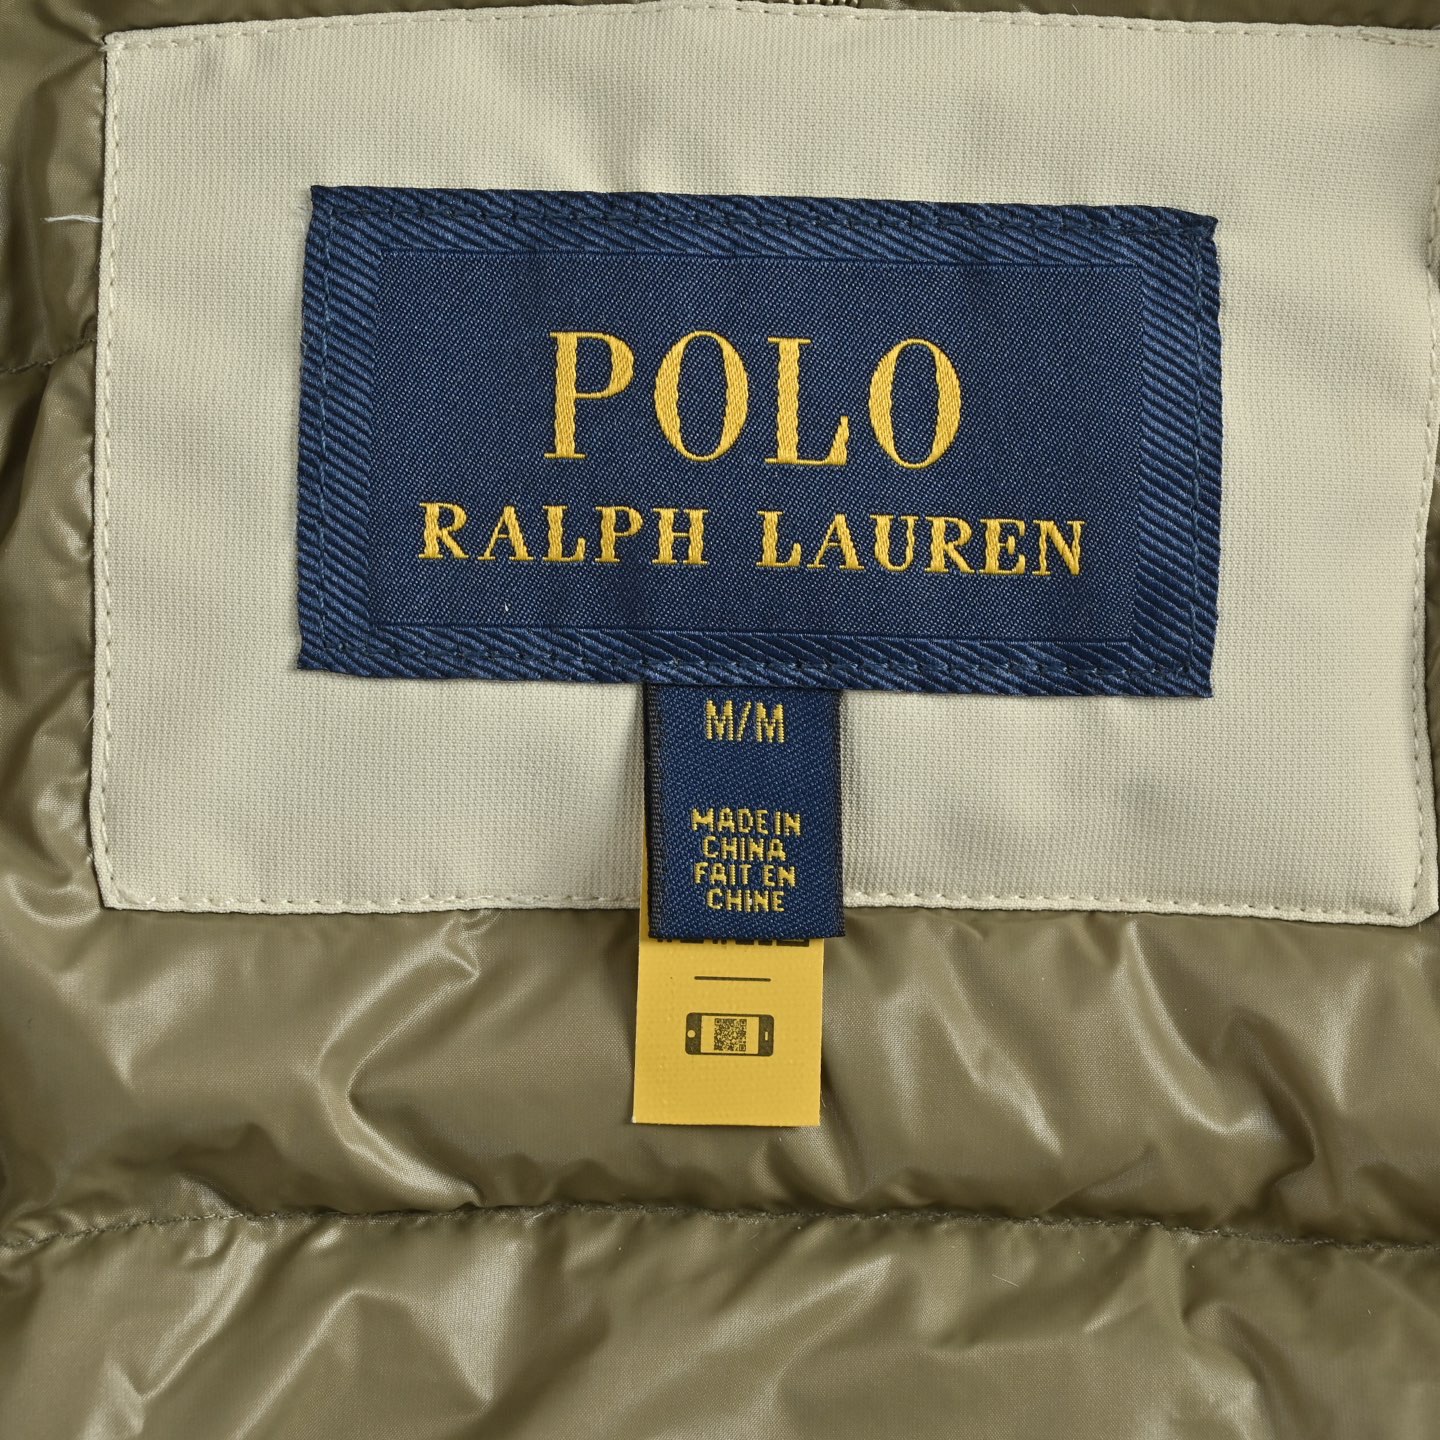 POLO
RALPH LAUREN
M/M
MADE IN
CHINA
FAIT EN
CHINE